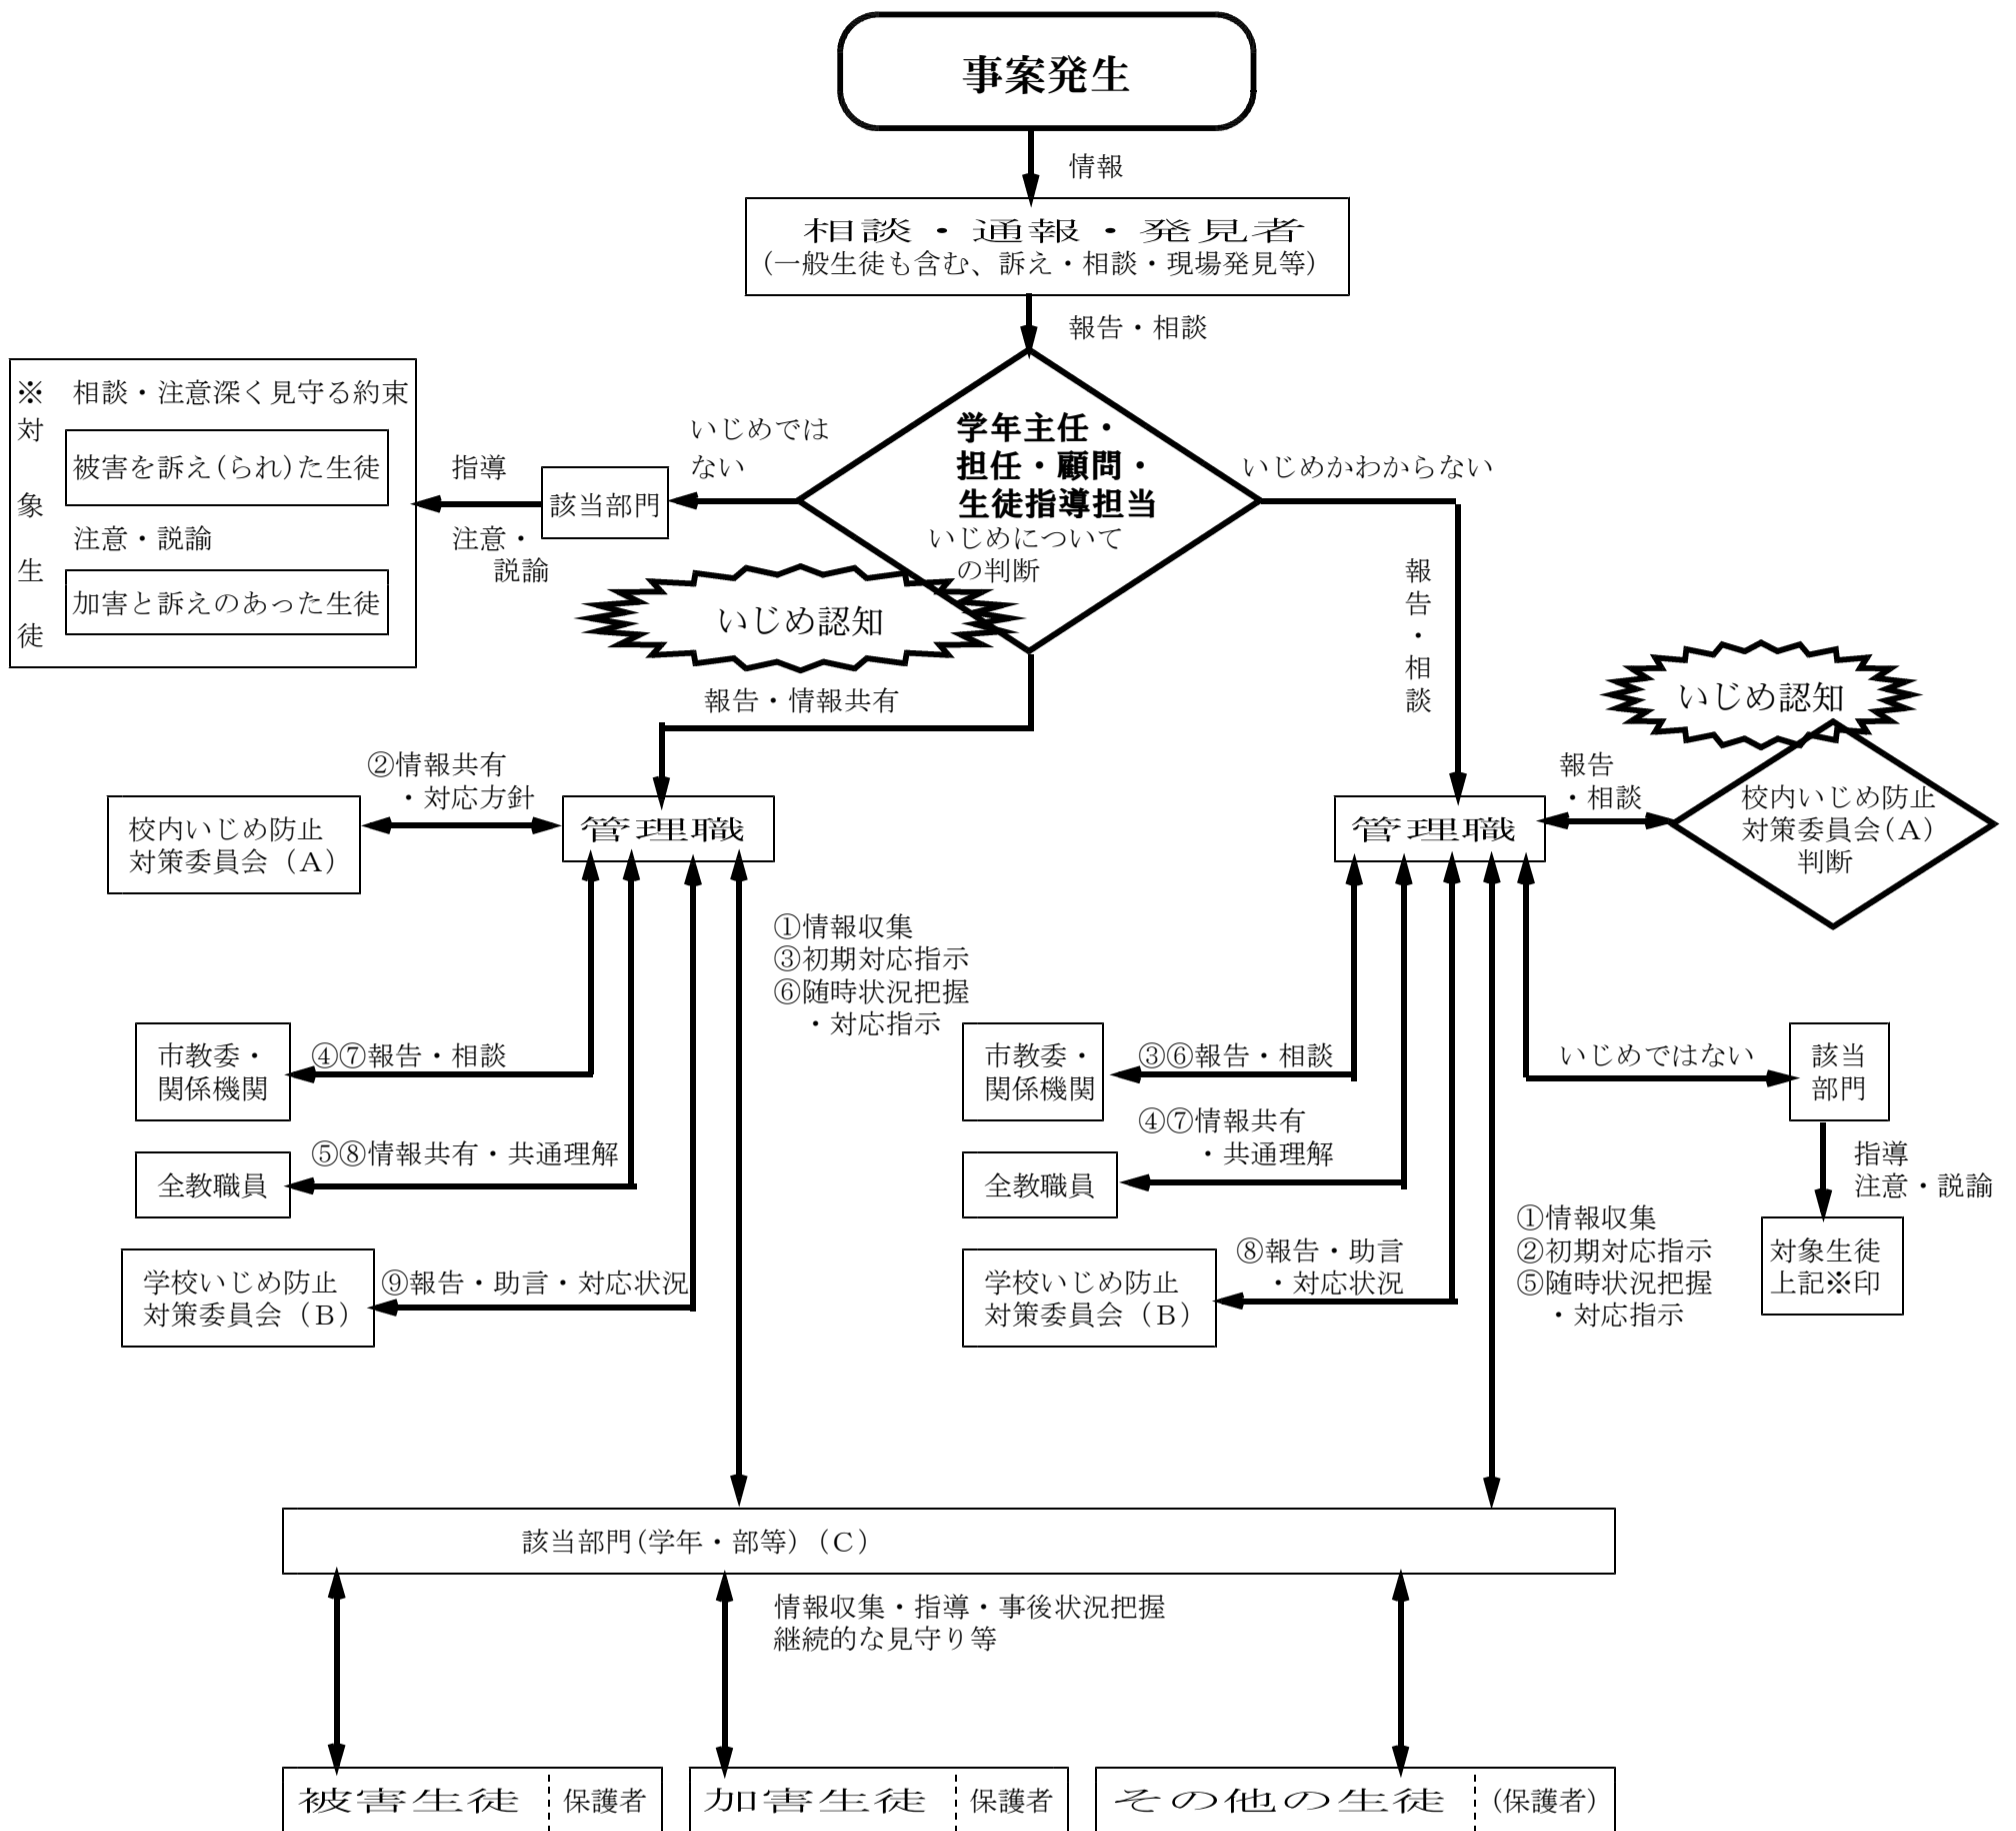 事案発生
情報
相談・通報・発見者
（一般生徒も含む、訴え・相談・現場発見等）
報告・相談
※対象生徒
相談・注意深く見守る約束
被害を訴え(られ)た生徒
注意・説諭
加害と訴えのあった生徒
指導
注意・
説諭
該当部門
いじめでは
ない
学年主任・
担任・顧問・
生徒指導担当
いじめについて
の判断
いじめかわからない
いじめ認知
報告・情報共有
報告・相談
いじめ認知
②情報共有
・対応方針
校内いじめ防止
対策委員会（Ａ）
管理職
管理職
報告
・相談
校内いじめ防止
対策委員会(Ａ)
判断
①情報収集
③初期対応指示
⑥随時状況把握
・対応指示
市教委・
関係機関
④⑦報告・相談
全教職員
⑤⑧情報共有・共通理解
学校いじめ防止
対策委員会（Ｂ）
⑨報告・助言・対応状況
市教委・
関係機関
③⑥報告・相談
全教職員
④⑦情報共有
・共通理解
学校いじめ防止
対策委員会（Ｂ）
⑧報告・助言
・対応状況
いじめではない
該当
部門
指導
注意・説諭
対象生徒
上記※印
①情報収集
②初期対応指示
⑤随時状況把握
・対応指示
該当部門(学年・部等)（Ｃ）
情報収集・指導・事後状況把握
継続的な見守り等
被害生徒 保護者
加害生徒 保護者
その他の生徒 （保護者）